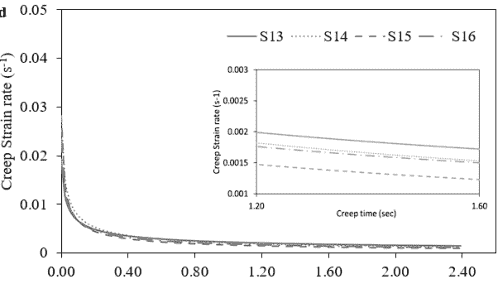 d
0.05
0.04
0.03
0.02
0.01
0
Creep Strain rate (s-1)
S13 S14 S15 S16
0.003
0.0025
0.002
0.0015
0.001
Creep Strain rate (s-1)
1.20 1.60
Creep time (sec)
0.00 0.40 0.80 1.20 1.60 2.00 2.40